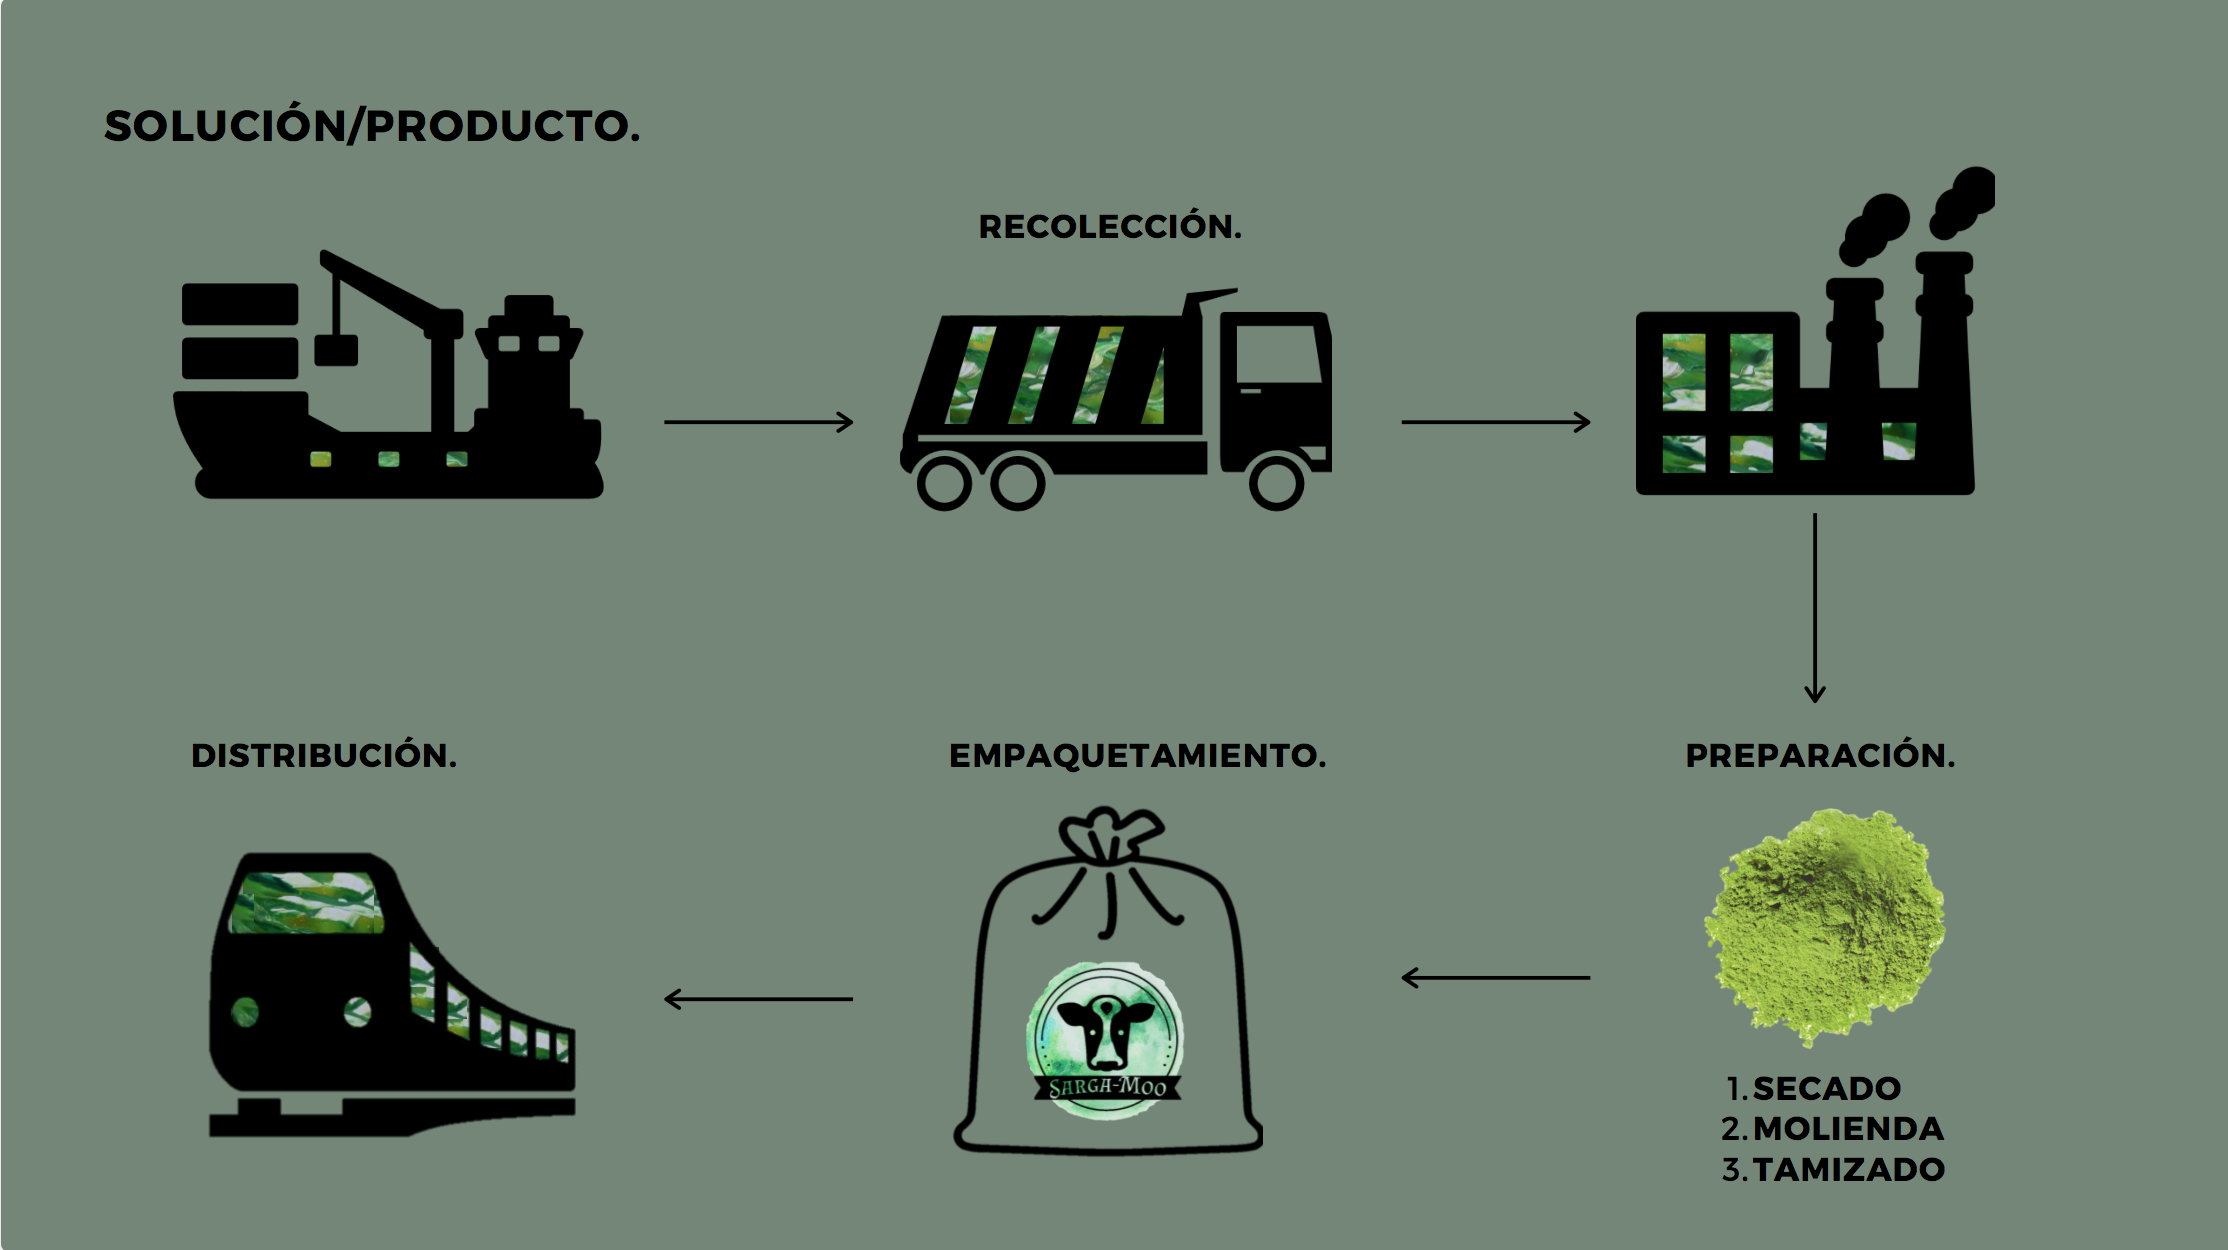 SOLUCIÓN/PRODUCTO.
RECOLECCIÓN.
DISTRIBUCIÓN.
EMPAQUETAMIENTO.
PREPARACIÓN.
SARGA-MOO
1. SECADO
2. MOLIENDA
3. TAMIZADO